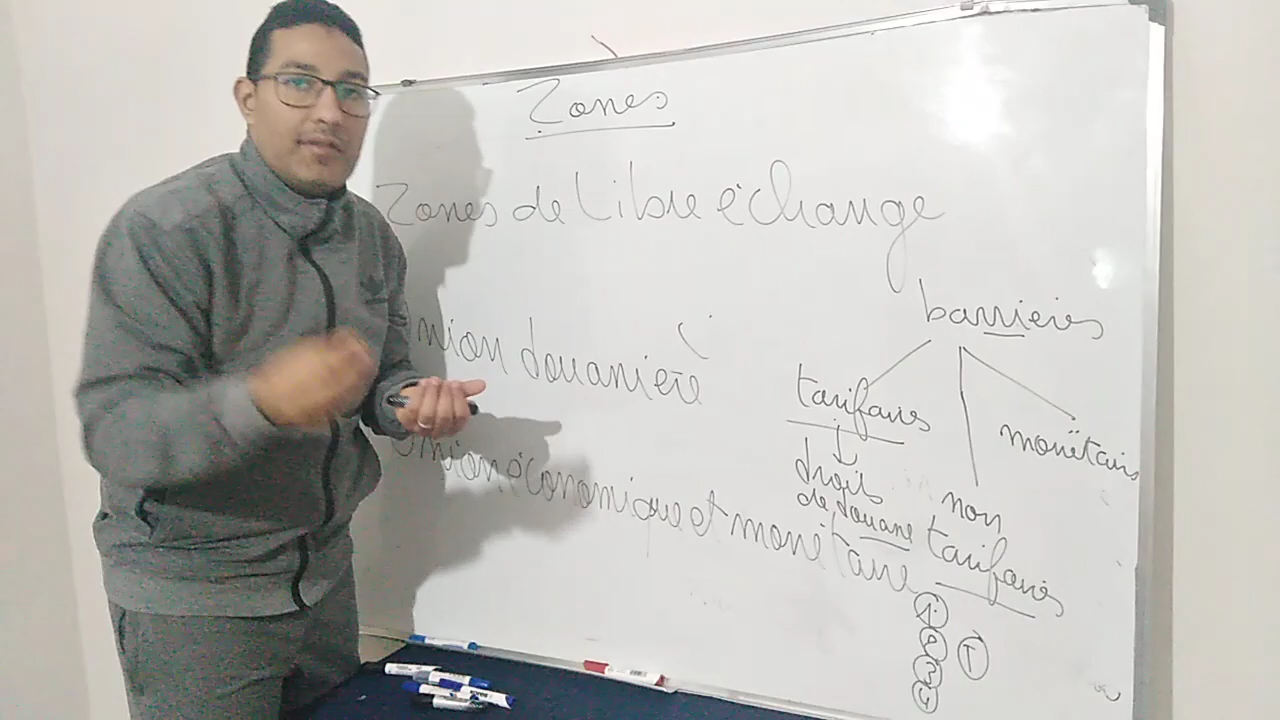 Zones
Zones de Libre échange
Union douanière
Union économique et monétaire
barrières
tarifaires
droits
de douane
non
tarifaires
monétaires